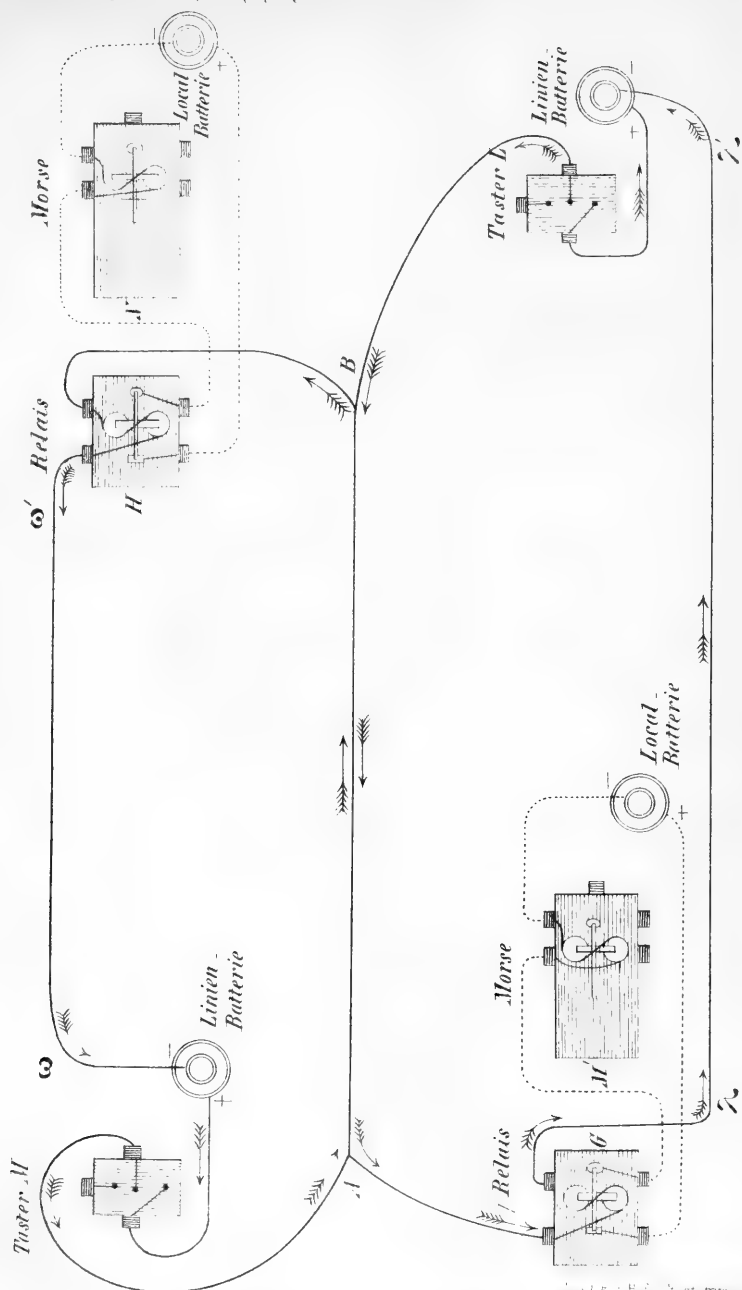 Taster M
+
Linien-
Batterie
–
ω
ω'
Relais
H
Morse
Local
Batterie
–
+
A
B
Relais
G
Morse
M'
Local-
Batterie
–
+
Taster L
Linien-
Batterie
–
+